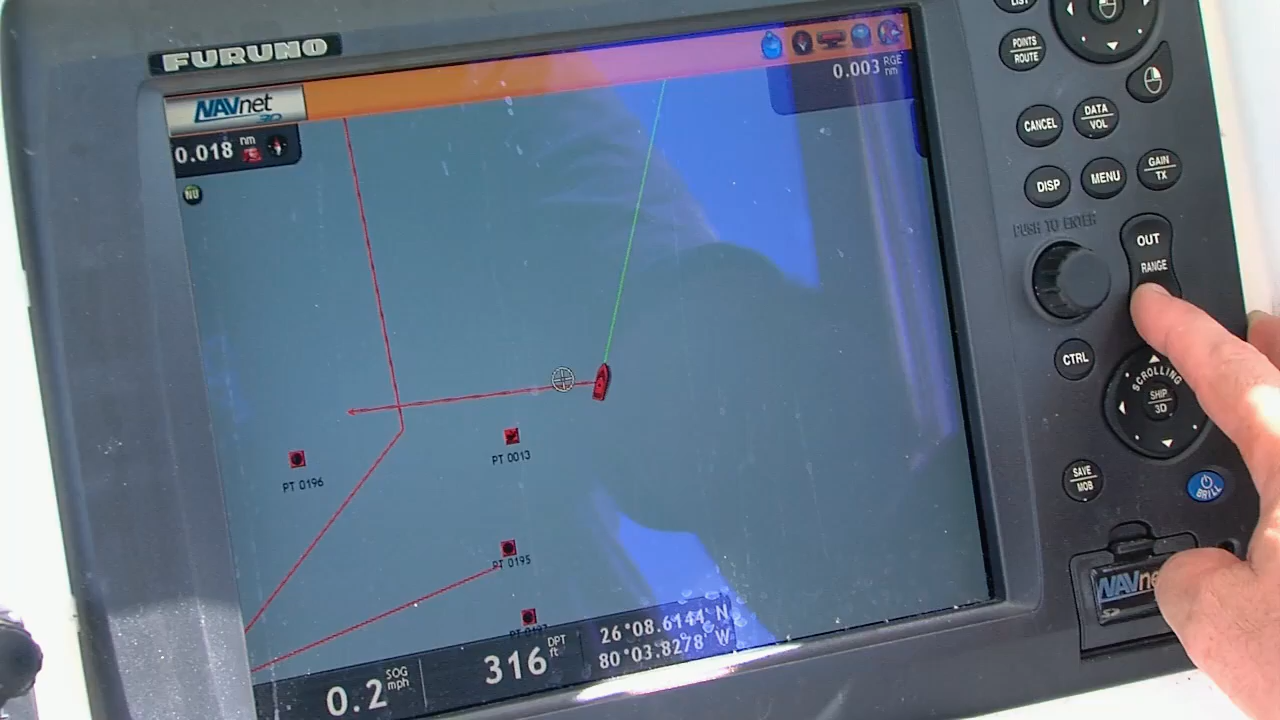 FURUNO
NAVnet 3D
0.003 RGE nm
0.018 nm
NU
PT 0013
PT 0196
PT 0195
0.2 SOG mph
316 DPT ft
26°08.6144 N
80°03.8278 W
LIST
POINTS ROUTE
CANCEL
DATA VOL
DISP
MENU
GAIN TX
PUSH TO ENTER
OUT
RANGE
CTRL
SCROLLING
SHIP 3D
SAVE MOB
BRILL